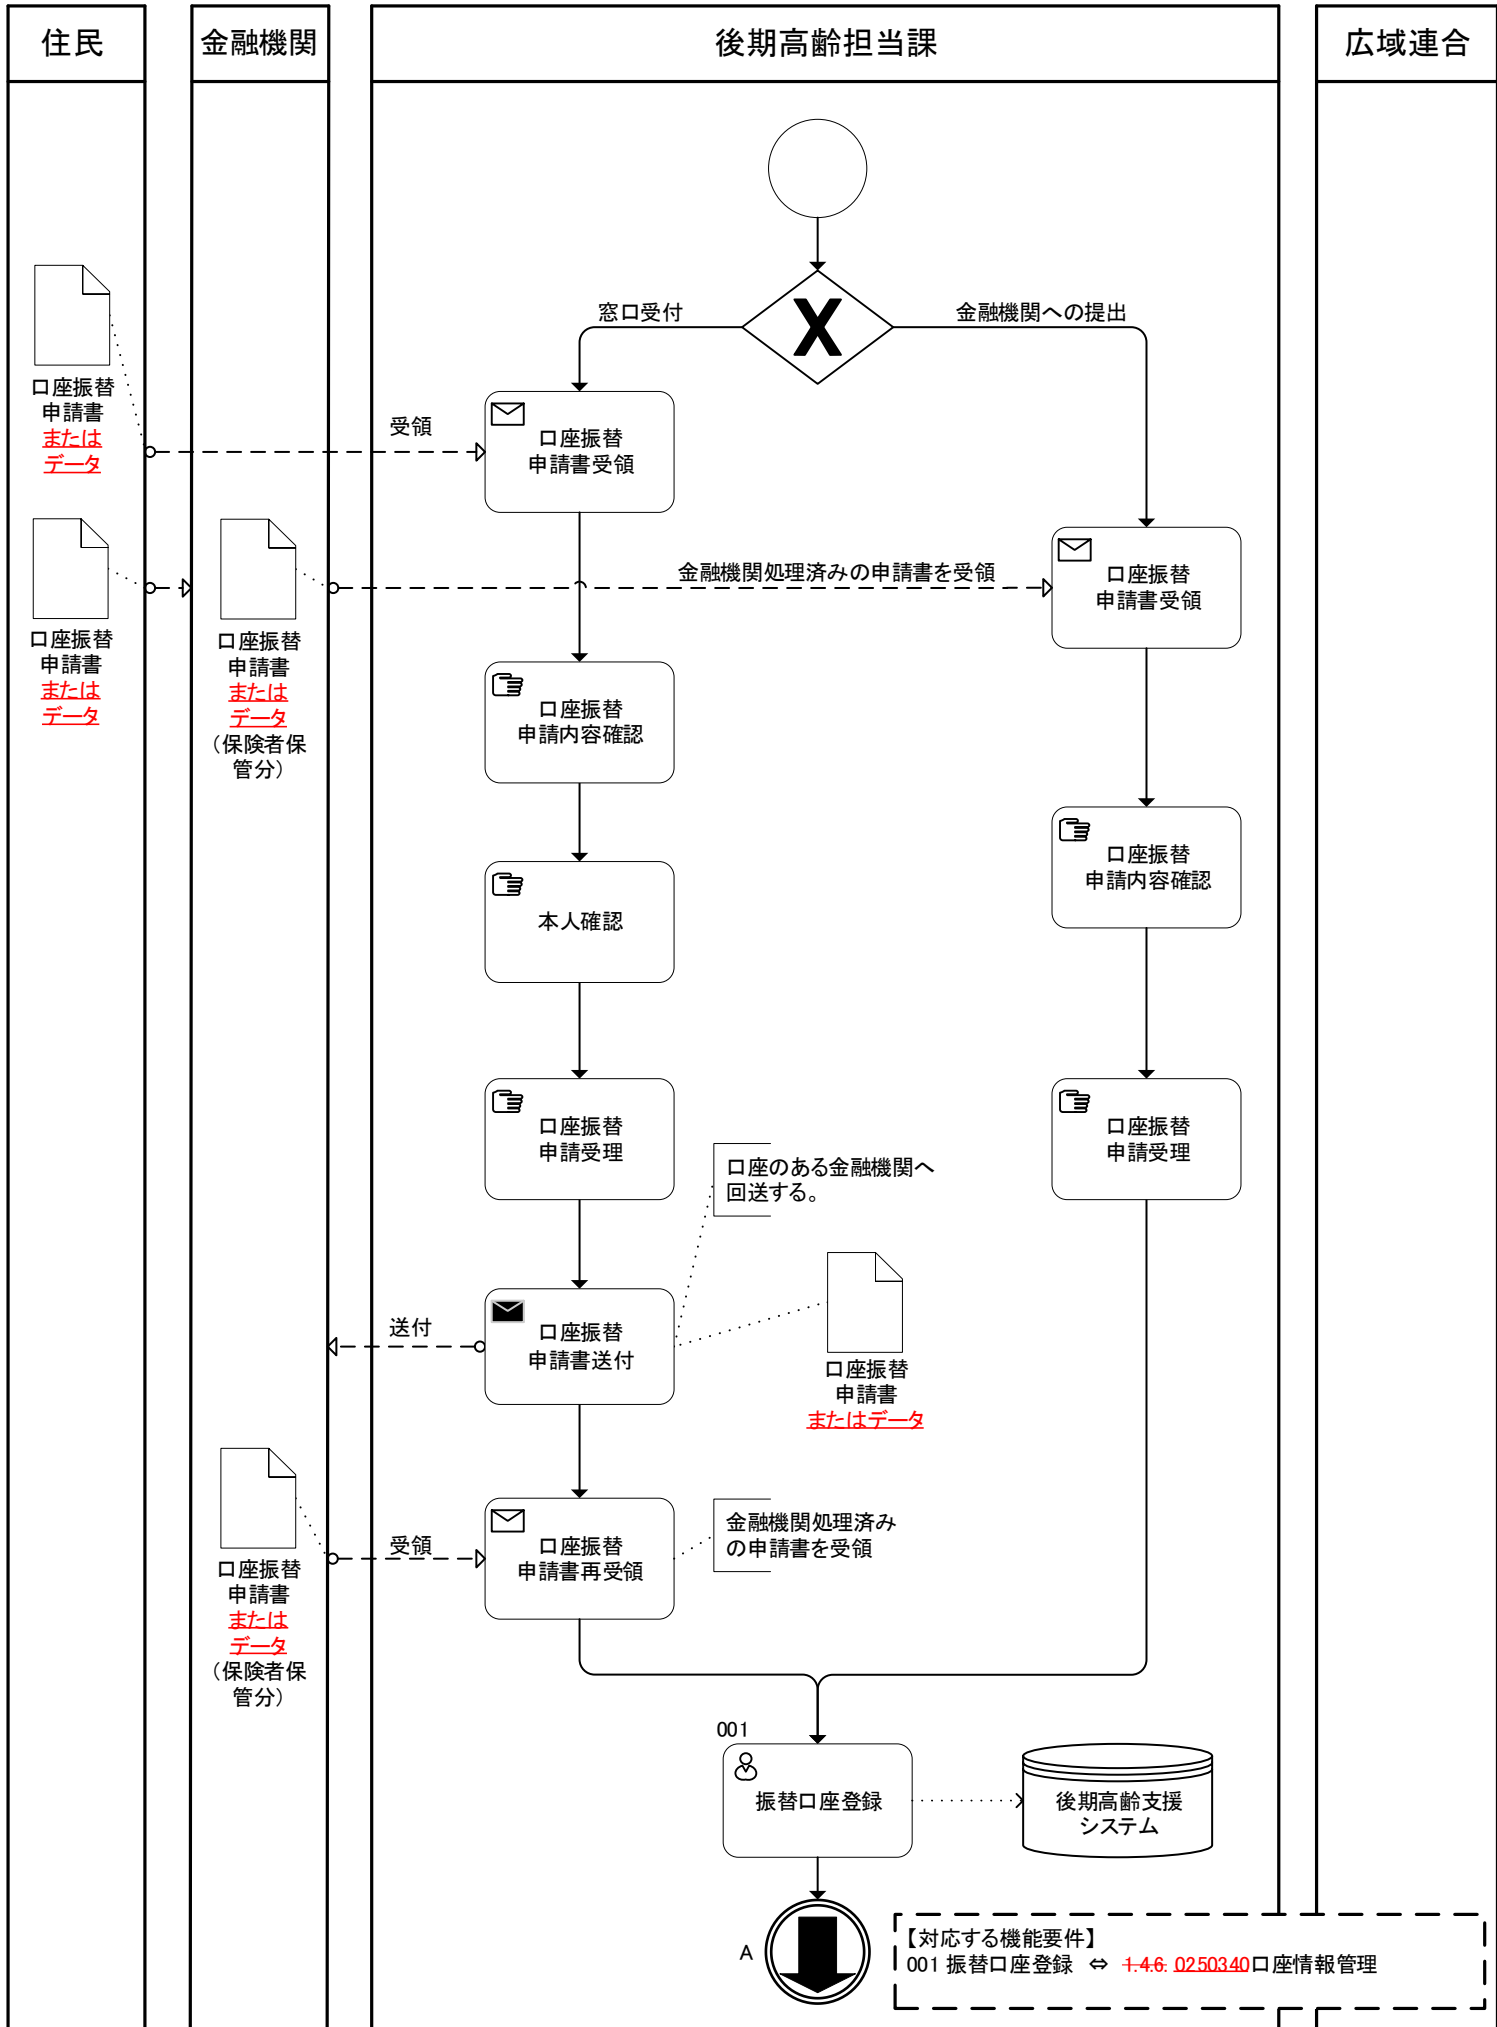 住民
金融機関
後期高齢担当課
広域連合
窓口受付
金融機関への提出
口座振替
申請書
または
データ
受領
口座振替
申請書受領
口座振替
申請書
または
データ
口座振替
申請書
または
データ
（保険者保
管分）
金融機関処理済みの申請書を受領
口座振替
申請書受領
口座振替
申請内容確認
口座振替
申請内容確認
本人確認
口座振替
申請受理
口座振替
申請受理
口座のある金融機関へ
回送する。
送付
口座振替
申請書送付
口座振替
申請書
またはデータ
口座振替
申請書
または
データ
（保険者保
管分）
受領
口座振替
申請書再受領
金融機関処理済み
の申請書を受領
001
振替口座登録
後期高齢支援
システム
A
【対応する機能要件】
001 振替口座登録 ⇔ 1.4.6. 0250340口座情報管理